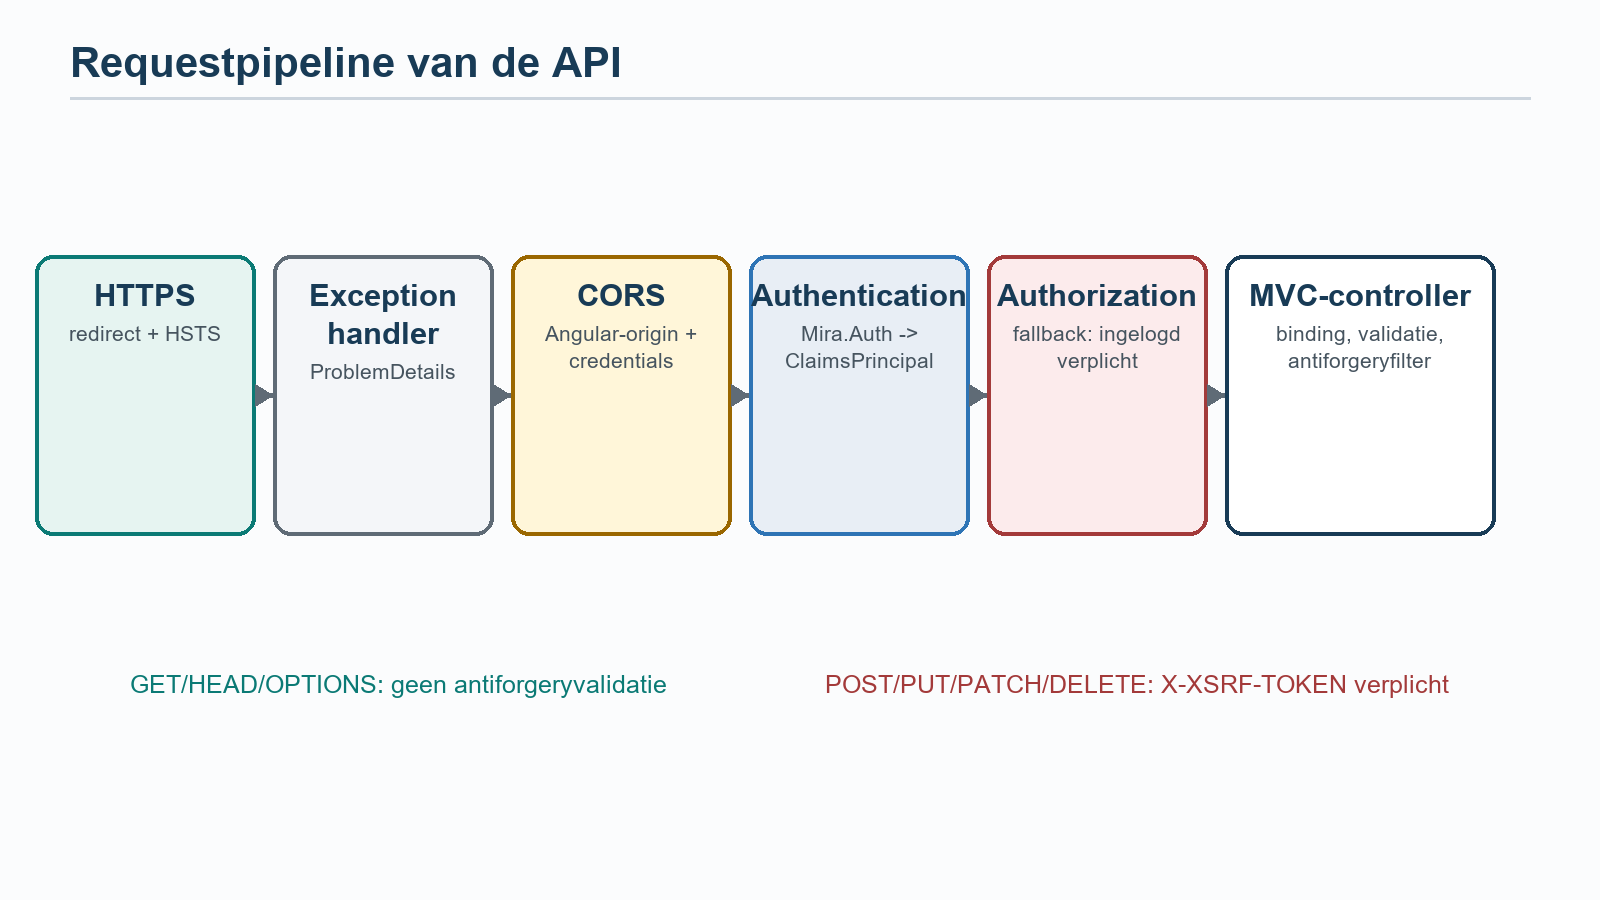 Requestpipeline van de API
HTTPS
redirect + HSTS
Exception
handler
ProblemDetails
CORS
Angular-origin +
credentials
Authentication
Mira.Auth ->
ClaimsPrincipal
Authorization
fallback: ingelogd
verplicht
MVC-controller
binding, validatie,
antiforgeryfilter
GET/HEAD/OPTIONS: geen antiforgeryvalidatie
POST/PUT/PATCH/DELETE: X-XSRF-TOKEN verplicht